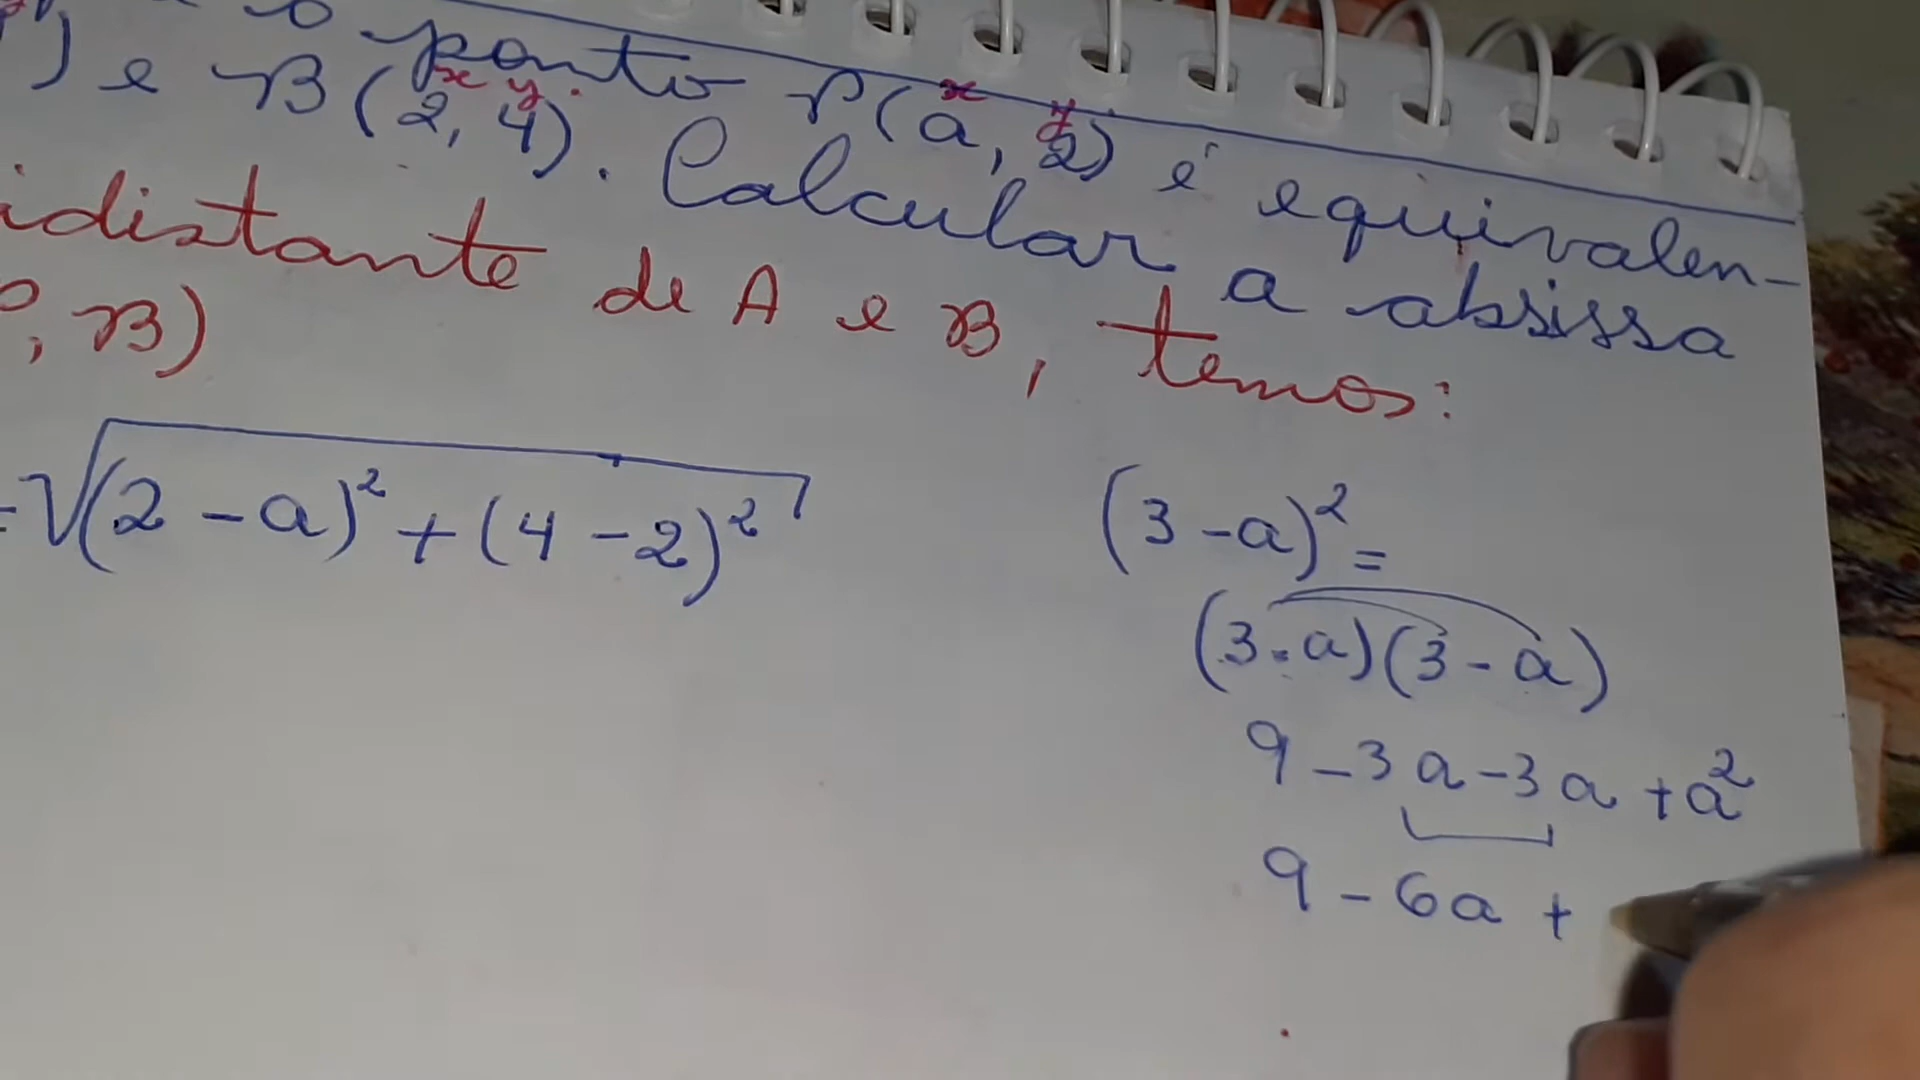 o ponto P(a, 2) é equivalen-
) e B(2, 4). Calcular a absissa
x y x y
idistante de A e B, temos:
, B)
= √(2 - a)² + (4 - 2)²
(3 - a)² =
(3 - a)(3 - a)
9 - 3a - 3a + a²
9 - 6a +